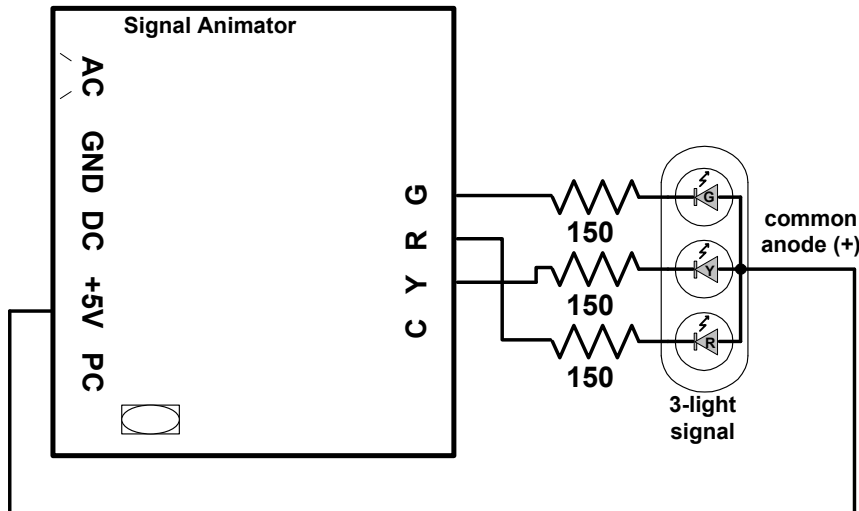 Signal Animator
AC
GND
DC
+5V
PC
G
R
Y
C
150
150
150
G
Y
R
common
anode (+)
3-light
signal